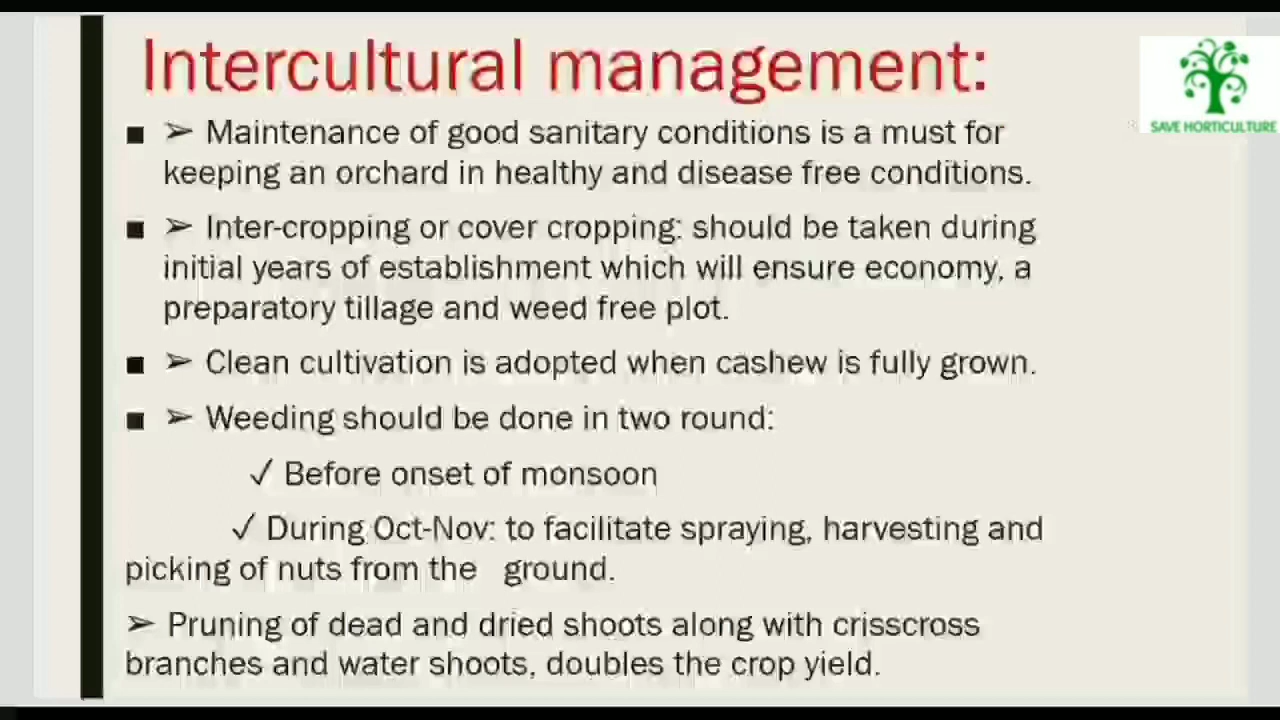 Intercultural management:
SAVE HORTICULTURE
■ ➢ Maintenance of good sanitary conditions is a must for
keeping an orchard in healthy and disease free conditions.
■ ➢ Inter-cropping or cover cropping: should be taken during
initial years of establishment which will ensure economy, a
preparatory tillage and weed free plot.
■ ➢ Clean cultivation is adopted when cashew is fully grown.
■ ➢ Weeding should be done in two round:
✓ Before onset of monsoon
✓ During Oct-Nov: to facilitate spraying, harvesting and
picking of nuts from the ground.
➢ Pruning of dead and dried shoots along with crisscross
branches and water shoots, doubles the crop yield.